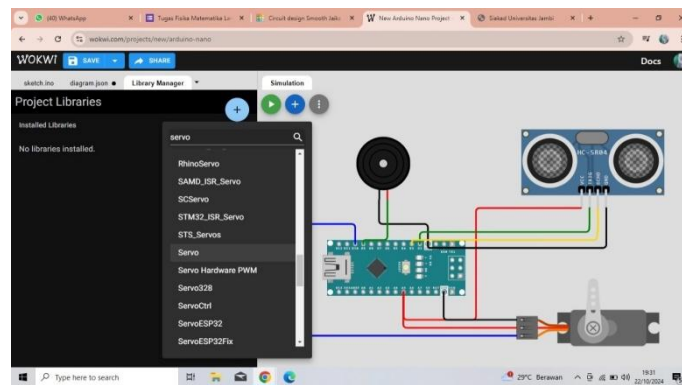 (40) WhatsApp
Tugas Fisika Matematika Lu
Circuit design Smooth Jaibi
New Arduino Nano Project
Siakad Universitas Jambi
wokwi.com/projects/new/arduino-nano
WOKWI
SAVE
SHARE
Docs
sketch.ino
diagram.json
Library Manager
Simulation
Project Libraries
Installed Libraries
No libraries installed.
servo
RhinoServo
SAMD_ISR_Servo
SCServo
STM32_ISR_Servo
STS_Servos
Servo
Servo Hardware PWM
Servo328
ServoCtrl
ServoESP32
ServoESP32Fix
HC-SR04
Type here to search
29°C Berawan
19:31
22/10/2024